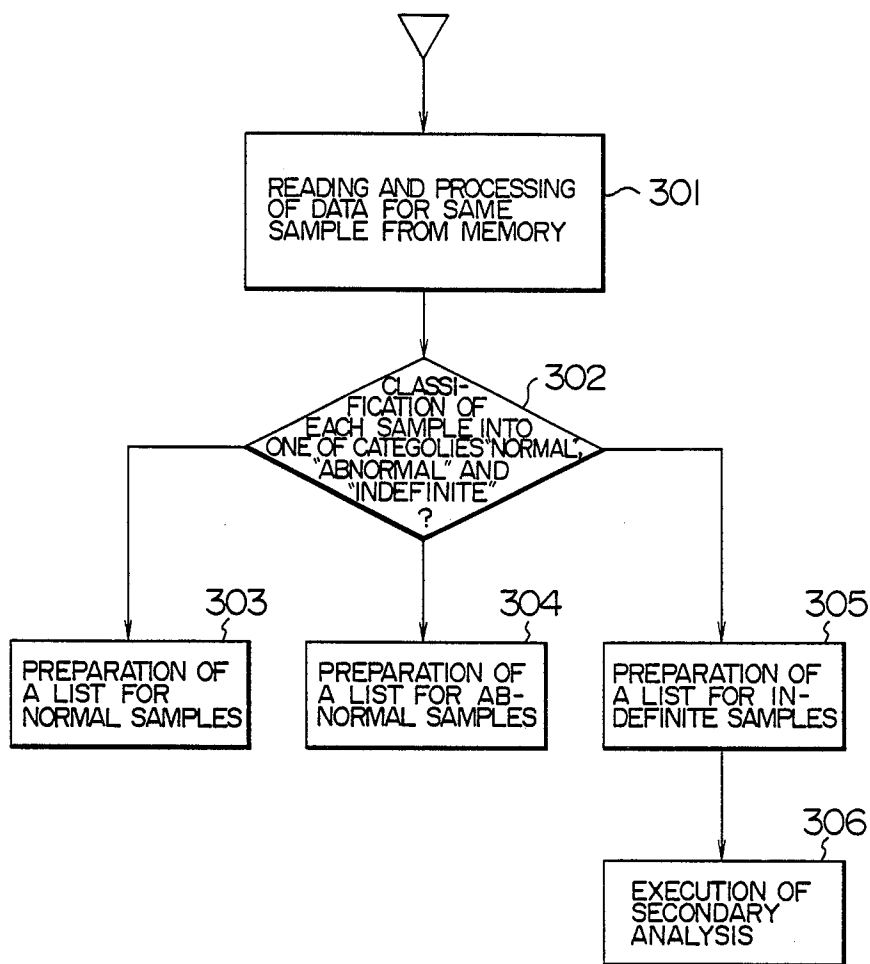 READING AND PROCESSING
OF DATA FOR SAME
SAMPLE FROM MEMORY
301
302
CLASSI-
FICATION OF
EACH SAMPLE INTO
ONE OF CATEGOLIES "NORMAL",
"ABNORMAL" AND
"INDEFINITE"
?
303
PREPARATION OF
A LIST FOR
NORMAL SAMPLES
304
PREPARATION OF
A LIST FOR AB-
NORMAL SAMPLES
305
PREPARATION OF
A LIST FOR IN-
DEFINITE SAMPLES
306
EXECUTION OF
SECONDARY
ANALYSIS